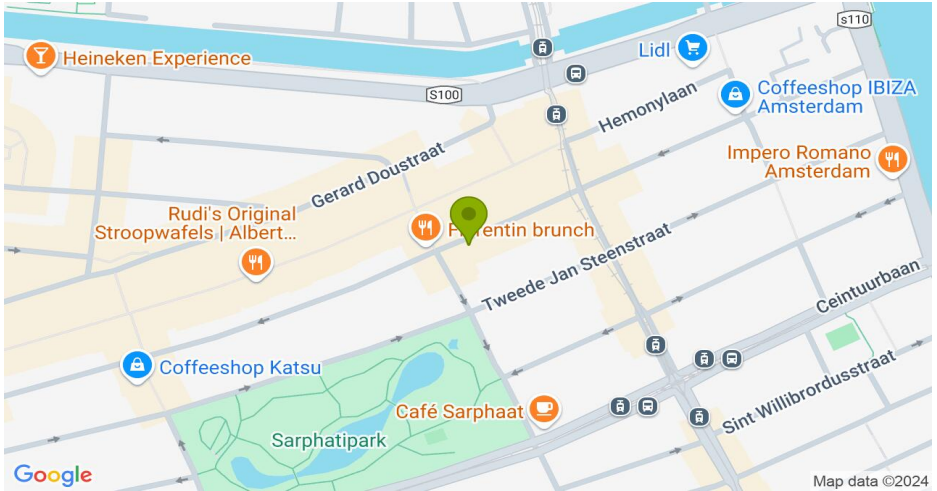 s110
Heineken Experience
Lidl
S100
Coffeeshop IBIZA
Amsterdam
Hemonylaan
Gerard Doustraat
Impero Romano
Amsterdam
Rudi's Original
Stroopwafels | Albert...
Florentin brunch
Tweede Jan Steenstraat
Ceintuurbaan
Coffeeshop Katsu
Café Sarphaat
Sint Willibrordusstraat
Sarphatipark
Google
Map data ©2024